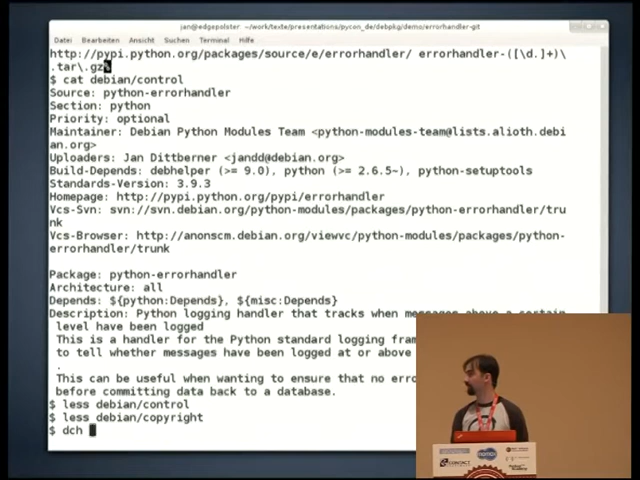 jan@edgepolster: ~/work/texte/presentations/pycon_de/debpkg/demo/errorhandler-git
Datei Bearbeiten Ansicht Suchen Terminal Hilfe
http://pypi.python.org/packages/source/e/errorhandler/ errorhandler-([\d.]+)\
.tar\.gz
$ cat debian/control
Source: python-errorhandler
Section: python
Priority: optional
Maintainer: Debian Python Modules Team <python-modules-team@lists.alioth.debi
an.org>
Uploaders: Jan Dittberner <jandd@debian.org>
Build-Depends: debhelper (>= 9.0), python (>= 2.6.5~), python-setuptools
Standards-Version: 3.9.3
Homepage: http://pypi.python.org/pypi/errorhandler
Vcs-Svn: svn://svn.debian.org/python-modules/packages/python-errorhandler/tru
nk
Vcs-Browser: http://anonscm.debian.org/viewvc/python-modules/packages/python-
errorhandler/trunk
Package: python-errorhandler
Architecture: all
Depends: ${python:Depends}, ${misc:Depends}
Description: Python logging handler that tracks when messages above a certain
level have been logged
This is a handler for the Python standard logging fram
to tell whether messages have been logged at or above
.
This can be useful when wanting to ensure that no erro
before committing data back to a database.
$ less debian/control
$ less debian/copyright
$ dch
CONTACT